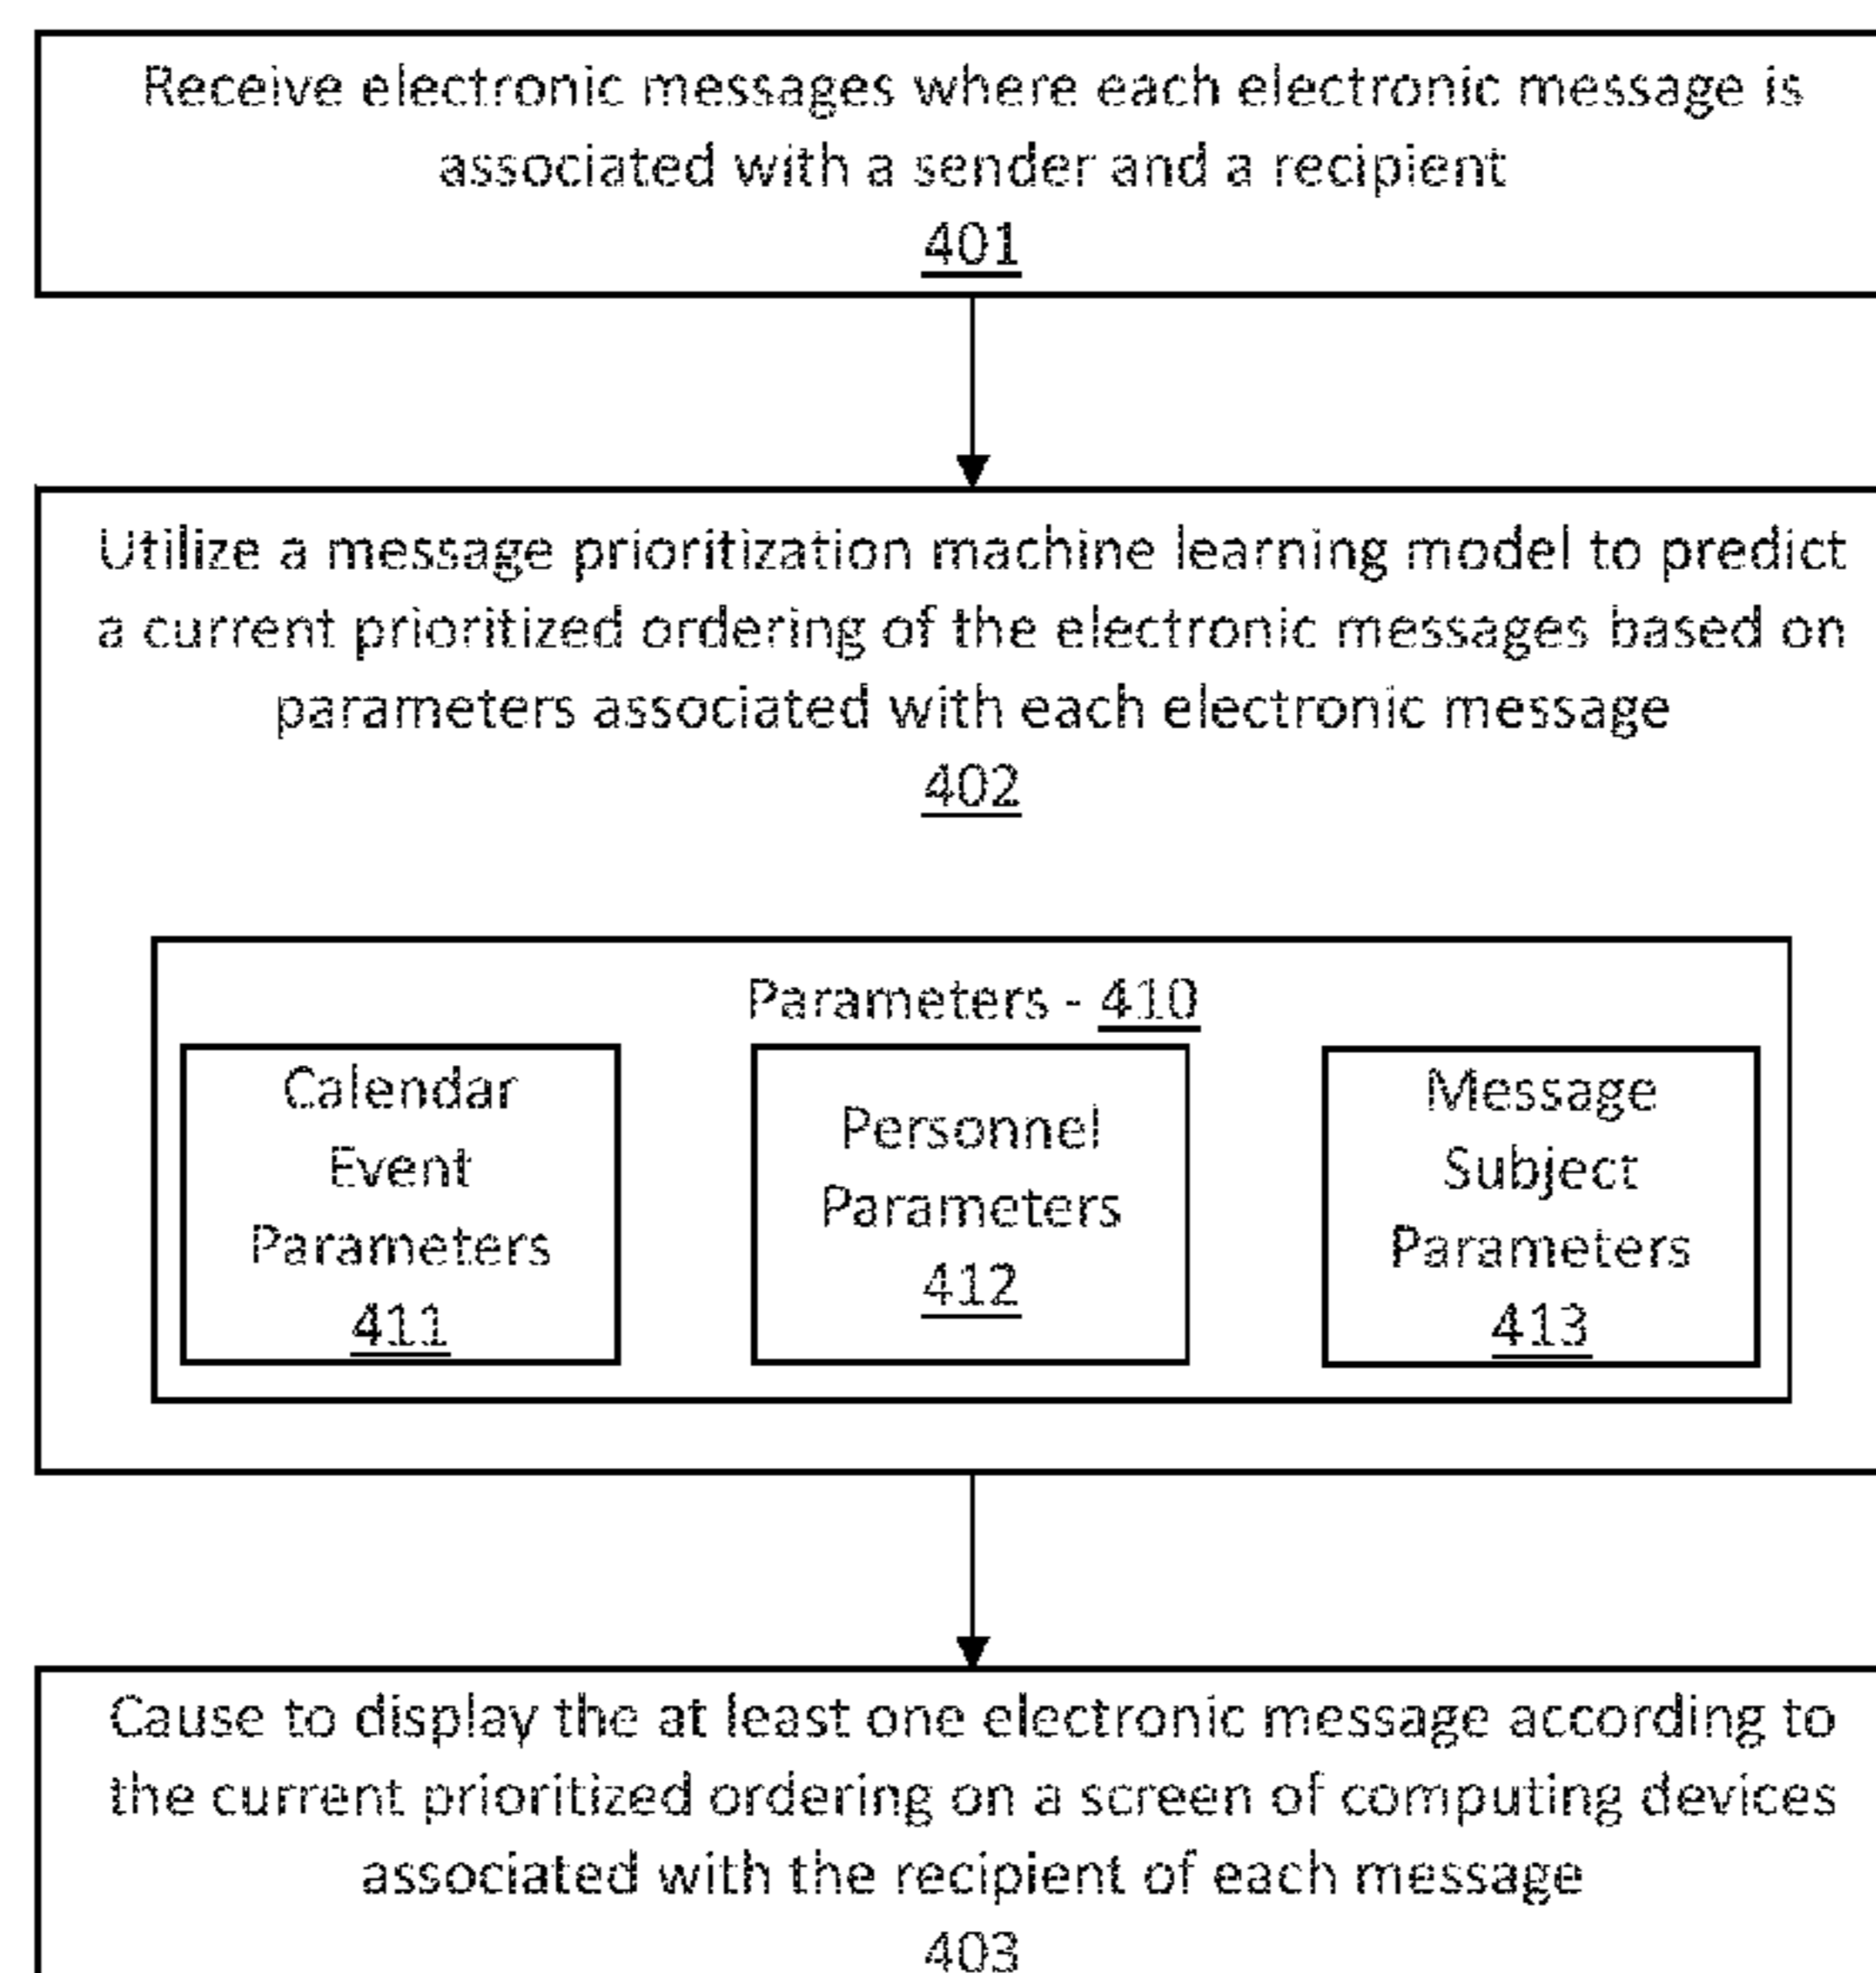 Receive electronic messages where each electronic message is
associated with a sender and a recipient
401
Utilize a message prioritization machine learning model to predict
a current prioritized ordering of the electronic messages based on
parameters associated with each electronic message
402
Parameters - 410
Calendar
Event
Parameters
411
Personnel
Parameters
412
Message
Subject
Parameters
413
Cause to display the at least one electronic message according to
the current prioritized ordering on a screen of computing devices
associated with the recipient of each message
403